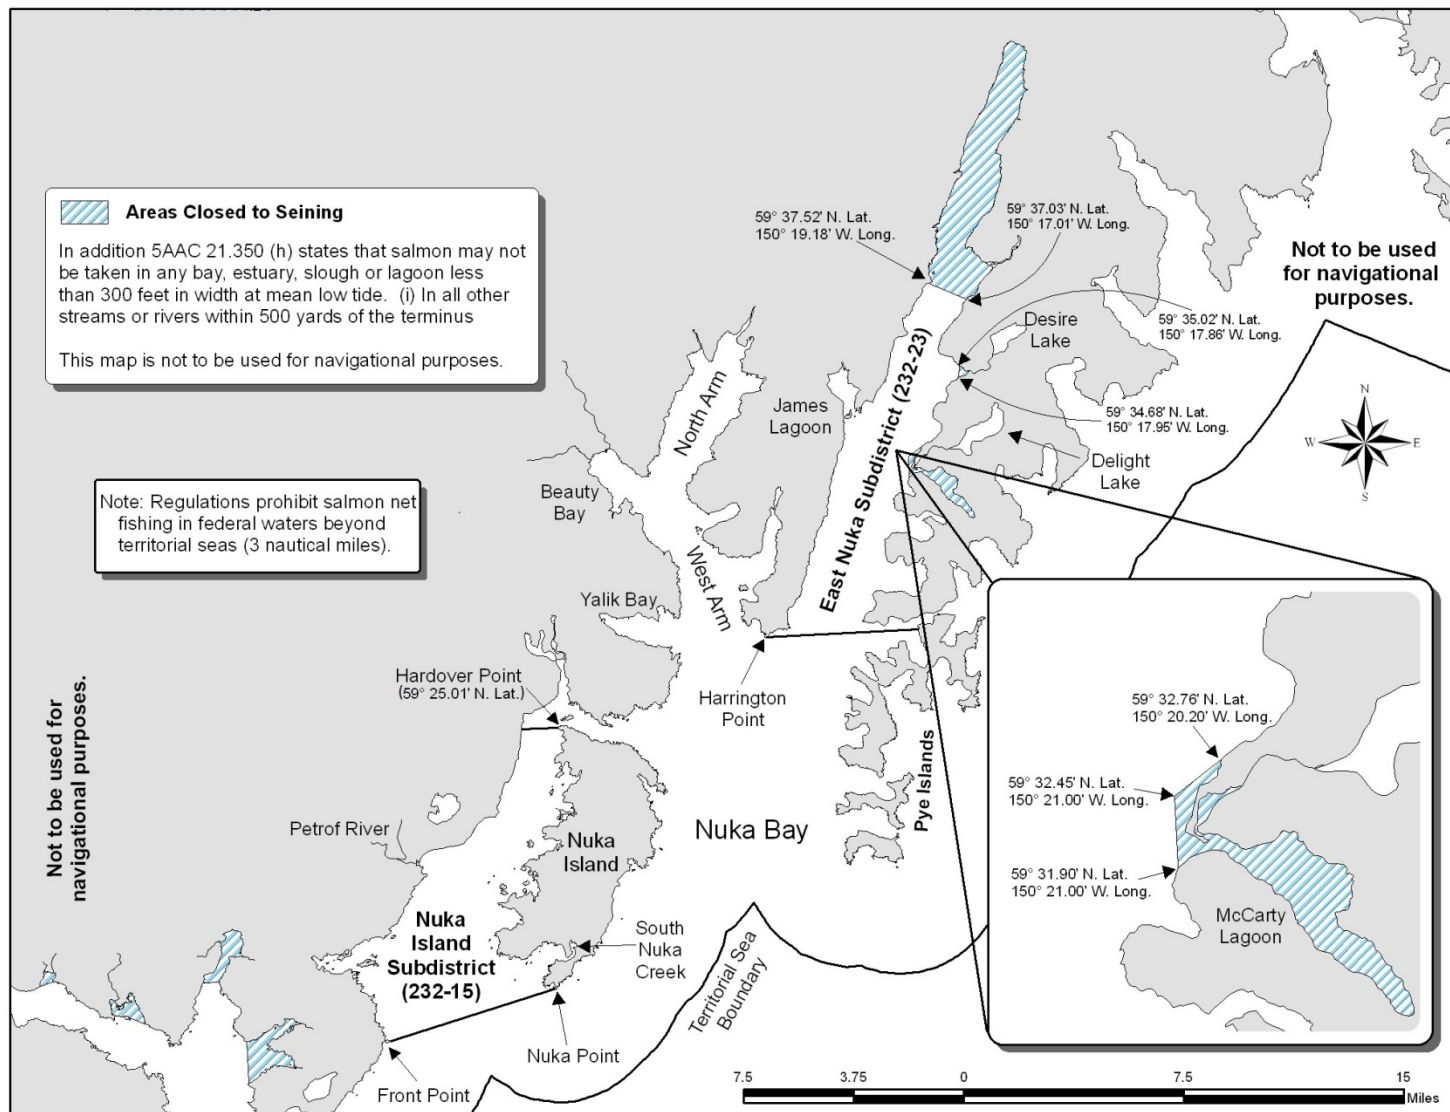 Areas Closed to Seining
In addition 5AAC 21.350 (h) states that salmon may not
be taken in any bay, estuary, slough or lagoon less
than 300 feet in width at mean low tide. (i) In all other
streams or rivers within 500 yards of the terminus
This map is not to be used for navigational purposes.
59° 37.52' N. Lat.
150° 19.18' W. Long.
59° 37.03' N. Lat.
150° 17.01' W. Long.
Not to be used
for navigational
purposes.
Desire
Lake
59° 35.02' N. Lat.
150° 17.86' W. Long.
59° 34.68' N. Lat.
150° 17.95' W. Long.
N
W
E
S
North Arm
James
Lagoon
East Nuka Subdistrict (232-23)
Delight
Lake
Note: Regulations prohibit salmon net
fishing in federal waters beyond
territorial seas (3 nautical miles).
Beauty
Bay
West Arm
Yalik Bay
Hardover Point
(59° 25.01' N. Lat.)
Harrington
Point
Pye Islands
Not to be used for
navigational purposes.
Petrof River
Nuka
Island
Nuka Bay
Nuka
Island
Subdistrict
(232-15)
South
Nuka
Creek
Territorial Sea
Boundary
Nuka Point
Front Point
59° 32.76' N. Lat.
150° 20.20' W. Long.
59° 32.45' N. Lat.
150° 21.00' W. Long.
59° 31.90' N. Lat.
150° 21.00' W. Long.
McCarty
Lagoon
7.5 3.75 0 7.5 15
Miles